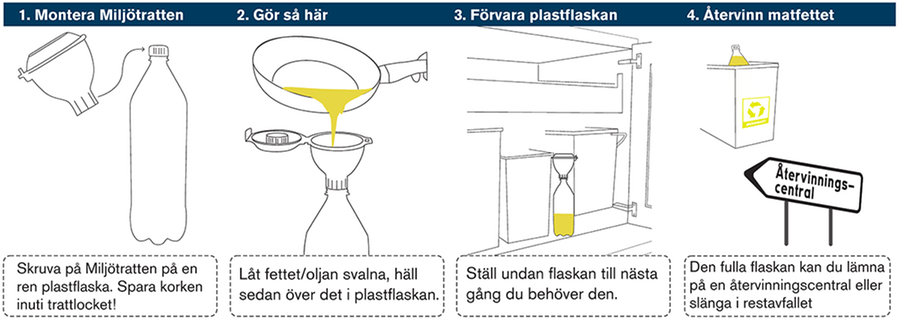 1. Montera Miljötratten
2. Gör så här
3. Förvara plastflaskan
4. Återvinn matfettet
Återvinnings-
central
Skruva på Miljötratten på en
ren plastflaska. Spara korken
inuti trattlocket!
Låt fettet/oljan svalna, häll
sedan över det i plastflaskan.
Ställ undan flaskan till nästa
gång du behöver den.
Den fulla flaskan kan du lämna
på en återvinningscentral eller
slänga i restavfallet